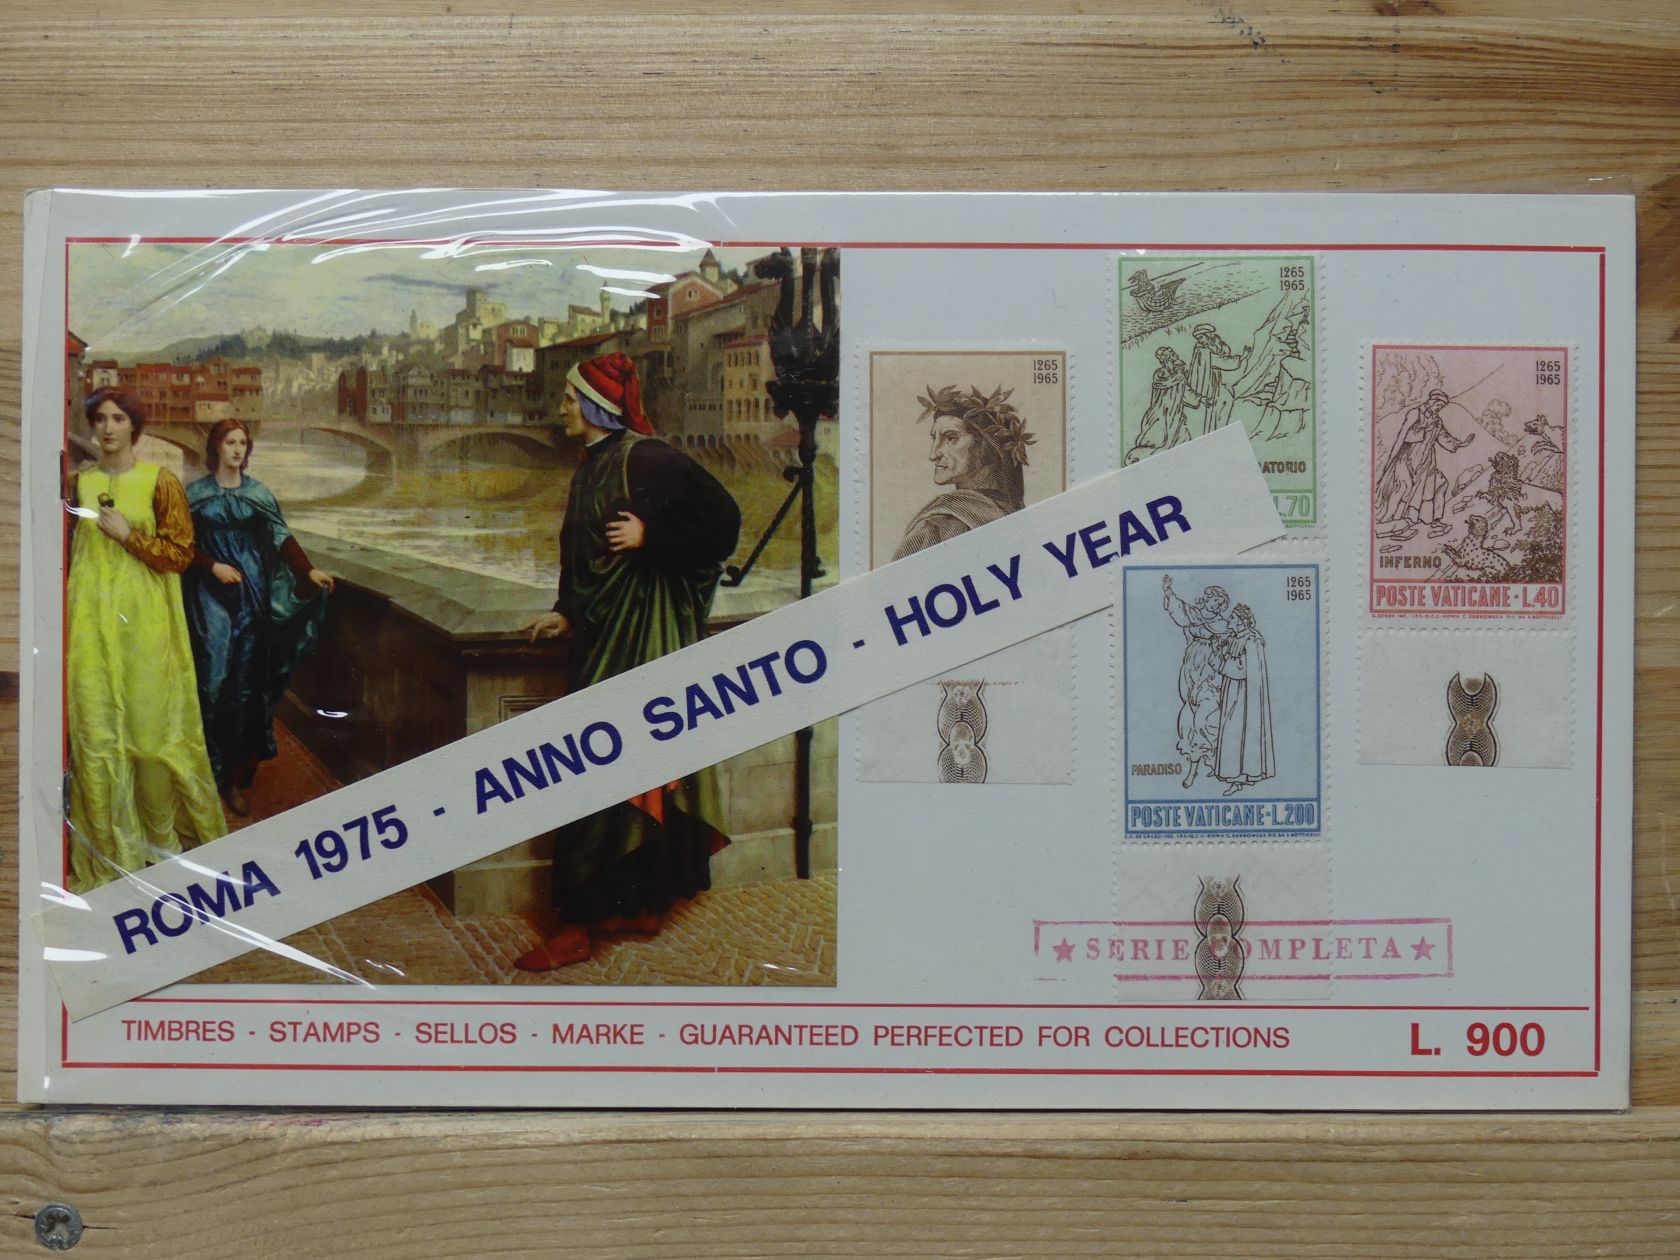 1265
1965
1265
1965
ATORIO
L.70
1265
1965
INFERNO
POSTE VATICANE-L.40
ROMA 1975 - ANNO SANTO - HOLY YEAR
1265
1965
PARADISO
POSTE VATICANE-L.200
★ SERIE COMPLETA ★
TIMBRES - STAMPS - SELLOS - MARKE - GUARANTEED PERFECTED FOR COLLECTIONS
L. 900